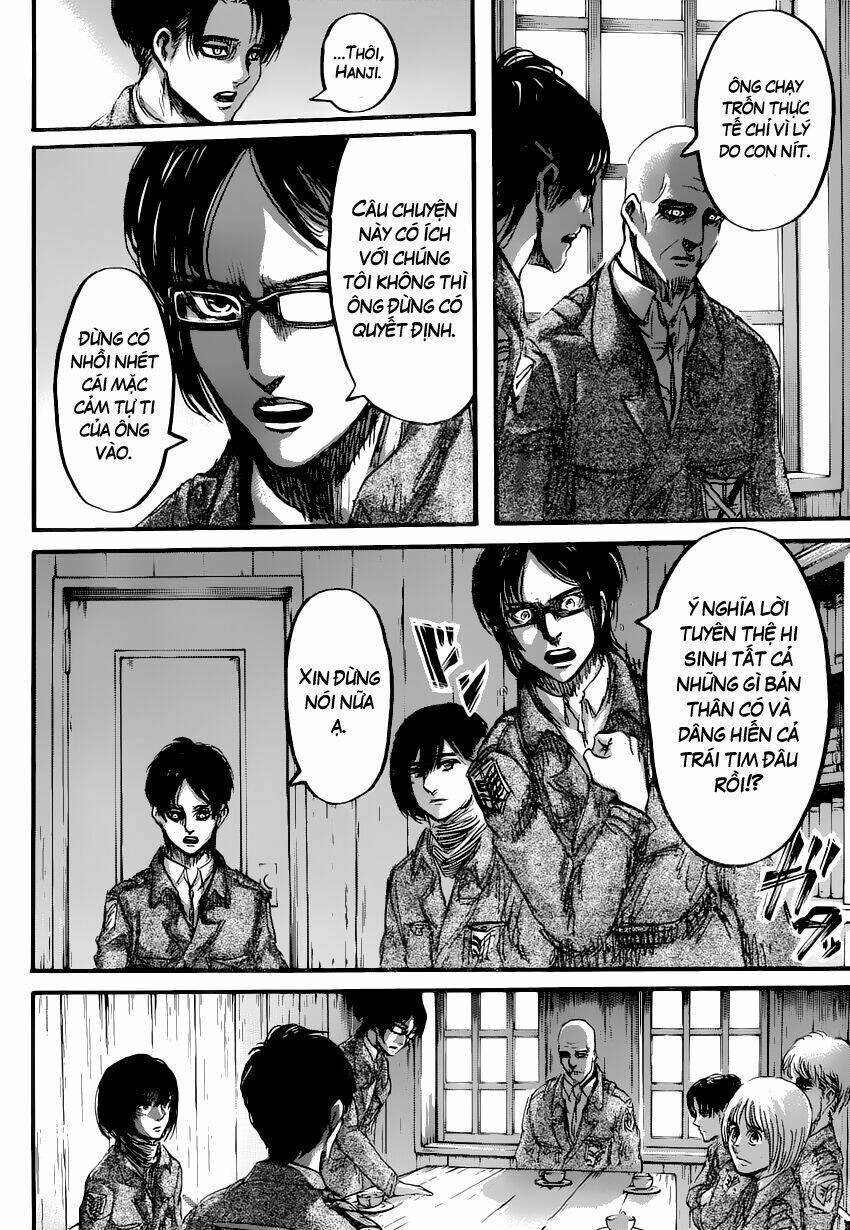 ÔNG CHẠY
TRỐN THỰC
TẾ CHỈ VÌ LÝ
DO CON NÍT.
...THÔI,
HANJI.
CÂU CHUYỆN
NÀY CÓ ÍCH
VỚI CHÚNG
TÔI KHÔNG THÌ
ÔNG ĐỪNG CÓ
QUYẾT ĐỊNH.
ĐỪNG CÓ
NHỒI NHÉT
CÁI MẶC
CẢM TỰ TI
CỦA ÔNG
VÀO.
Ý NGHĨA LỜI
TUYÊN THỆ HI
SINH TẤT CẢ
NHỮNG GÌ BẢN
THÂN CÓ VÀ
DÂNG HIẾN CẢ
TRÁI TIM ĐÂU
RỒI!?
XIN ĐỪNG
NÓI NỮA
Ạ.